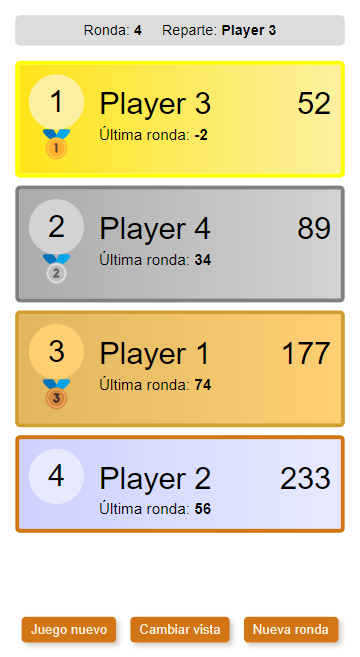 Ronda: 4 Reparte: Player 3
1 Player 3 52
Última ronda: -2
1
2 Player 4 89
Última ronda: 34
2
3 Player 1 177
Última ronda: 74
3
4 Player 2 233
Última ronda: 56
Juego nuevo Cambiar vista Nueva ronda